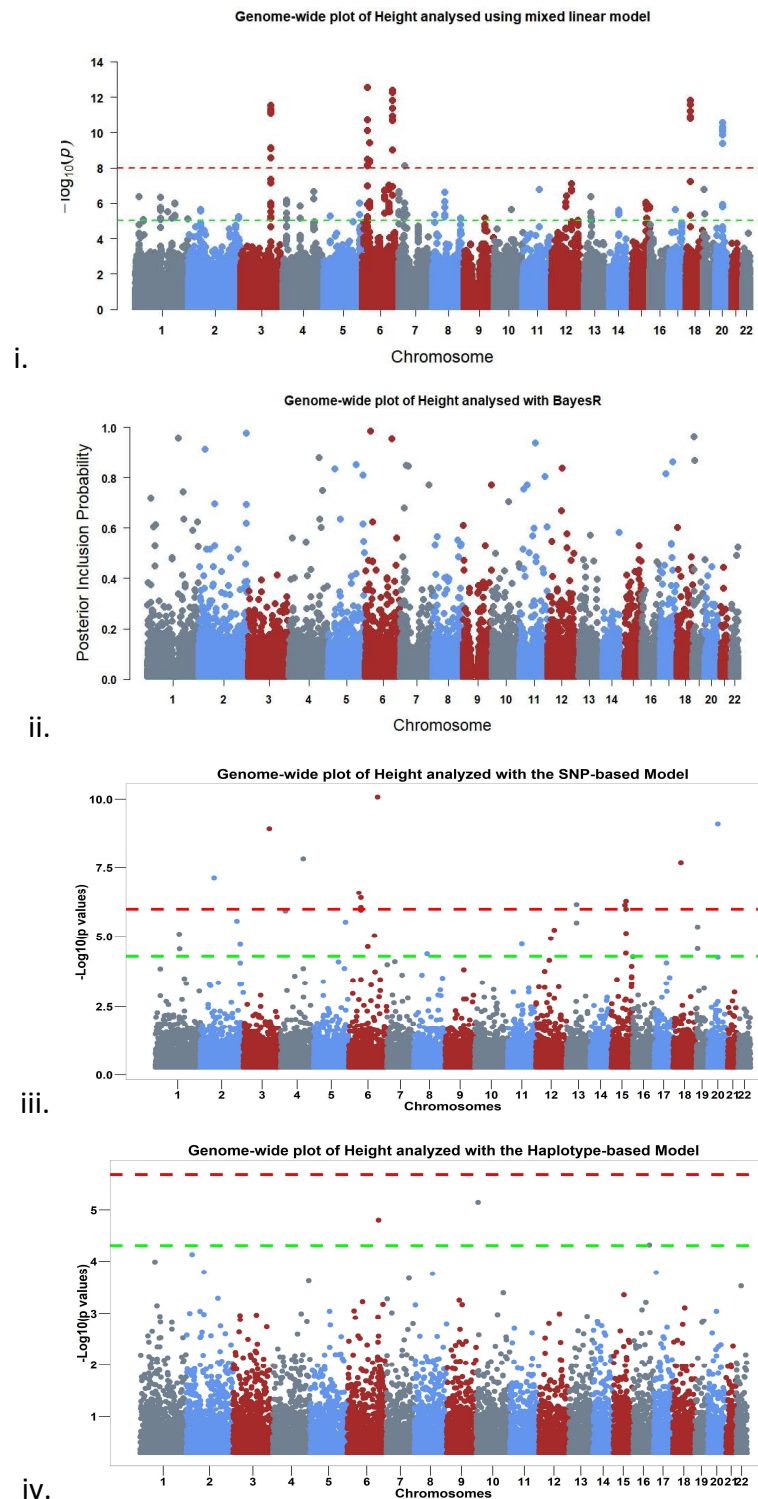 Genome-wide plot of Height analysed using mixed linear model
14
12
10
8
6
4
2
0
−log10(p)
1 2 3 4 5 6 7 8 9 10 11 12 13 14 16 18 20 22
Chromosome
i.
Genome-wide plot of Height analysed with BayesR
1.0
0.8
0.6
0.4
0.2
0.0
Posterior Inclusion Probability
1 2 3 4 5 6 7 8 9 10 11 12 13 14 16 18 20 22
Chromosome
ii.
Genome-wide plot of Height analyzed with the SNP-based Model
10.0
7.5
5.0
2.5
0.0
-Log10(p values)
1 2 3 4 5 6 7 8 9 10 11 12 13 14 15 16 17 18 19 20 21 22
Chromosomes
iii.
Genome-wide plot of Height analyzed with the Haplotype-based Model
5
4
3
2
1
-Log10(p values)
1 2 3 4 5 6 7 8 9 10 11 12 13 14 15 16 17 18 19 20 21 22
Chromosomes
iv.